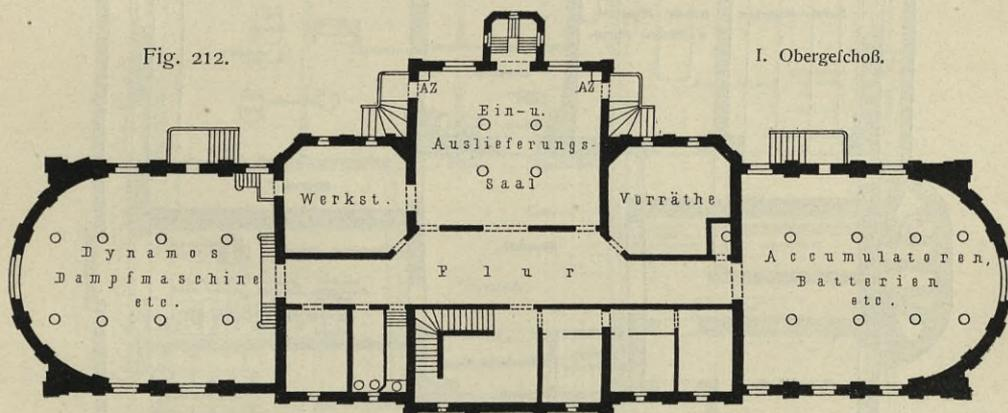 Fig. 212.
I. Obergeſchoß.
AZ
AZ
Ein-u.
Auslieferungs-
Saal
Werkst.
Vorräthe
Dynamos
Dampfmaschine
etc.
Flur
Accumulatoren,
Batterien
etc.